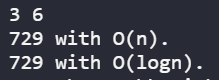 3 6
729 with O(n).
729 with O(logn).